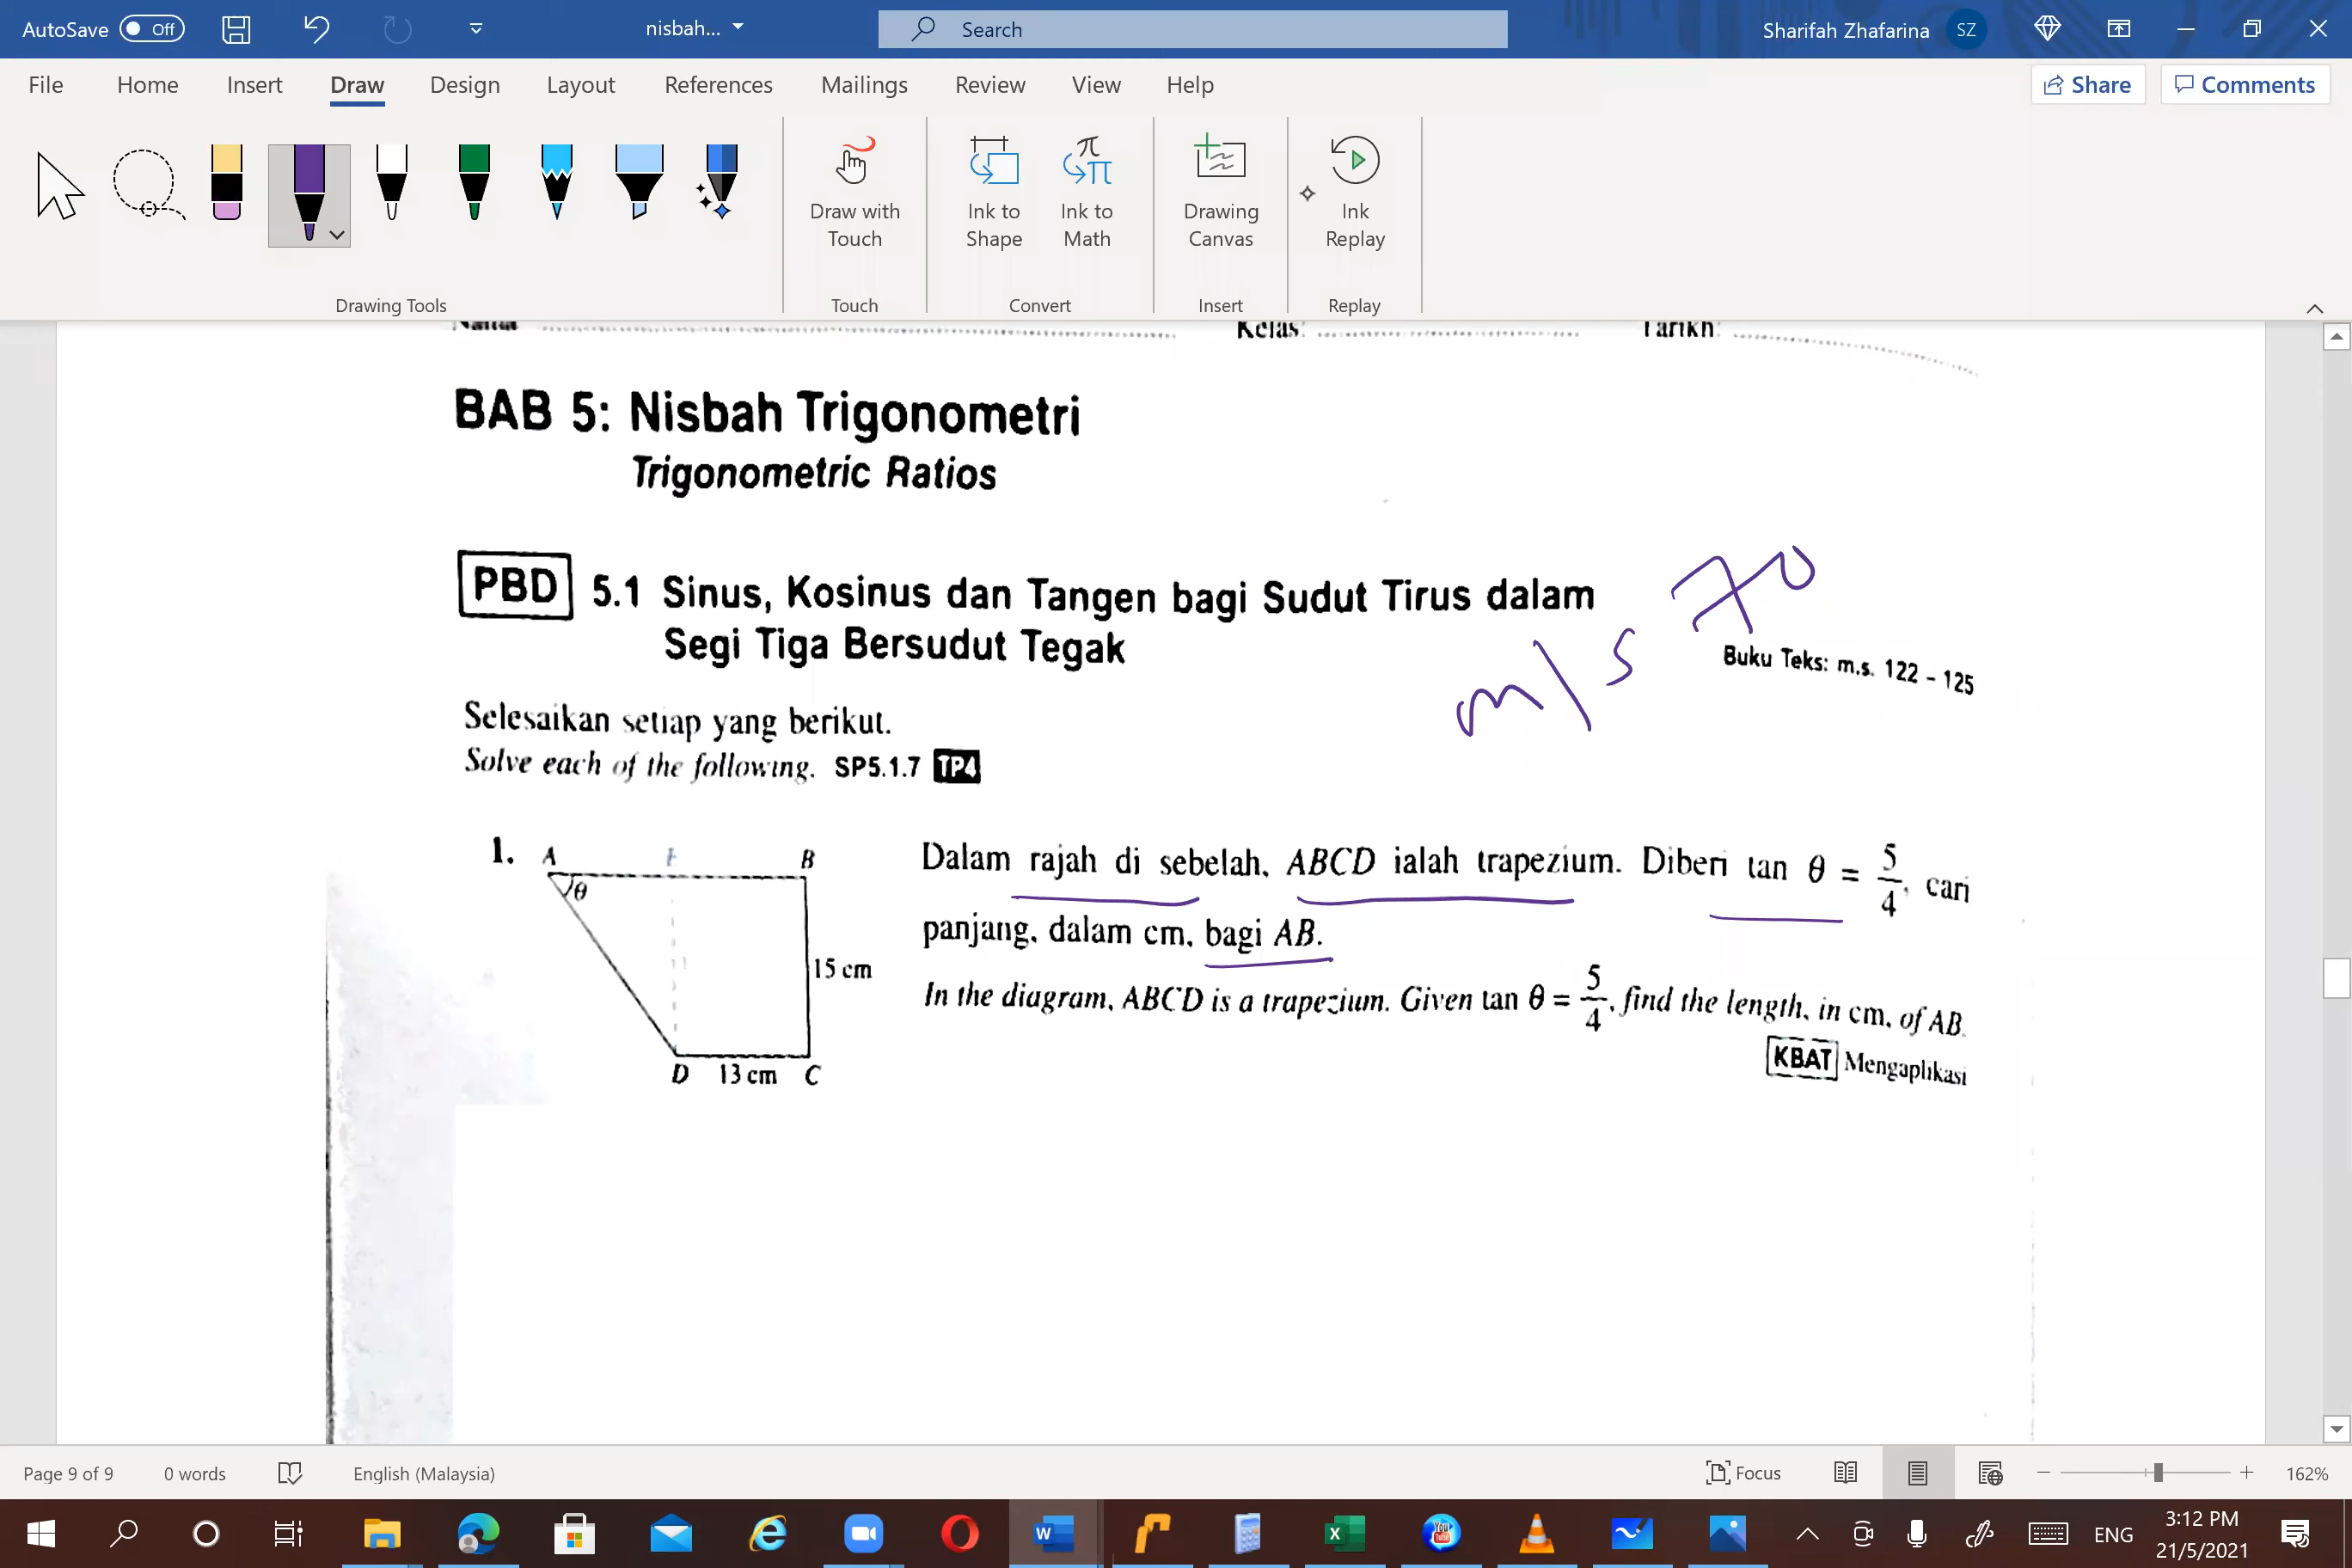 AutoSave Off nisbah... Search Sharifah Zhafarina SZ
File Home Insert Draw Design Layout References Mailings Review View Help Share Comments
Draw with Touch Ink to Shape Ink to Math Drawing Canvas Ink Replay
Drawing Tools Touch Convert Insert Replay
Nama Kelas: Tarikh:
BAB 5: Nisbah Trigonometri
Trigonometric Ratios
PBD 5.1 Sinus, Kosinus dan Tangen bagi Sudut Tirus dalam
Segi Tiga Bersudut Tegak
m/s 70
Buku Teks: m.s. 122 - 125
Selesaikan setiap yang berikut.
Solve each of the following. SP5.1.7 TP4
1. A B
θ
15 cm
D 13 cm C
Dalam rajah di sebelah, ABCD ialah trapezium. Diberi tan θ = 5/4, cari
panjang, dalam cm, bagi AB.
In the diagram, ABCD is a trapezium. Given tan θ = 5/4, find the length, in cm, of AB.
KBAT Mengaplikasi
Page 9 of 9 0 words English (Malaysia) Focus 162%
ENG 3:12 PM
21/5/2021